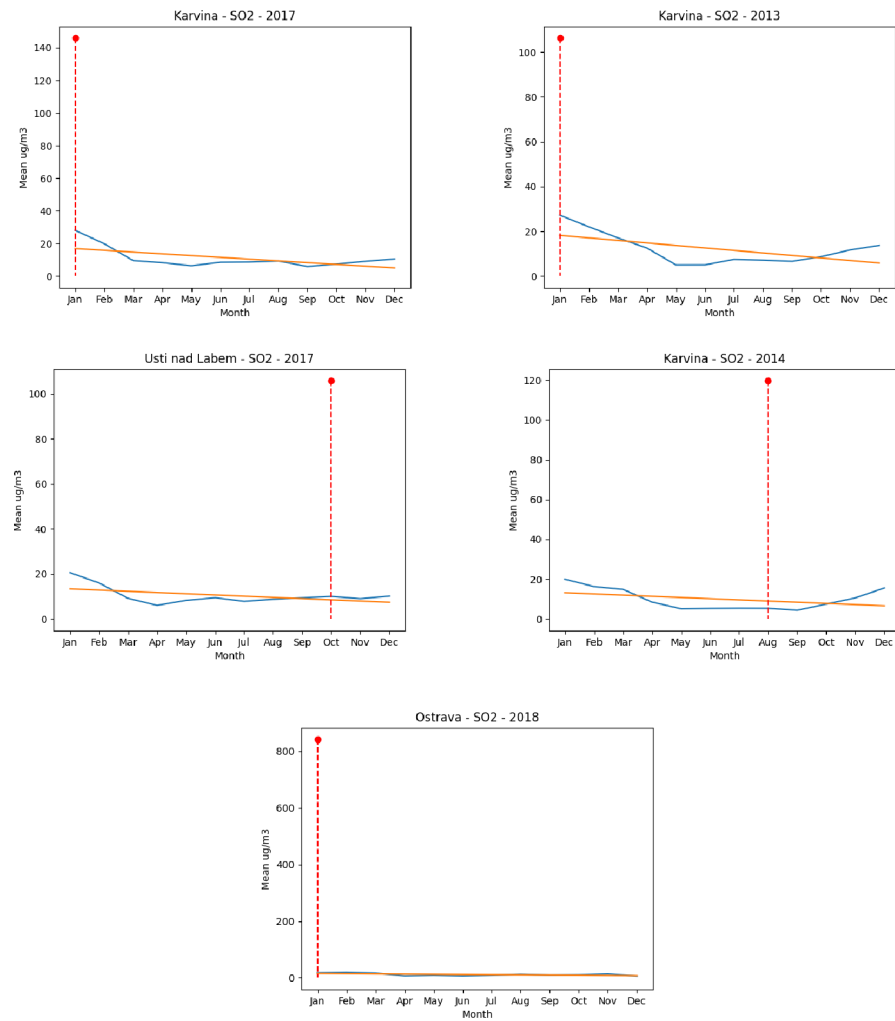 Karvina - SO2 - 2017
Mean ug/m3
140
120
100
80
60
40
20
0
Jan Feb Mar Apr May Jun Jul Aug Sep Oct Nov Dec
Month
Karvina - SO2 - 2013
Mean ug/m3
100
80
60
40
20
0
Jan Feb Mar Apr May Jun Jul Aug Sep Oct Nov Dec
Month
Usti nad Labem - SO2 - 2017
Mean ug/m3
100
80
60
40
20
0
Jan Feb Mar Apr May Jun Jul Aug Sep Oct Nov Dec
Month
Karvina - SO2 - 2014
Mean ug/m3
120
100
80
60
40
20
0
Jan Feb Mar Apr May Jun Jul Aug Sep Oct Nov Dec
Month
Ostrava - SO2 - 2018
Mean ug/m3
800
600
400
200
0
Jan Feb Mar Apr May Jun Jul Aug Sep Oct Nov Dec
Month